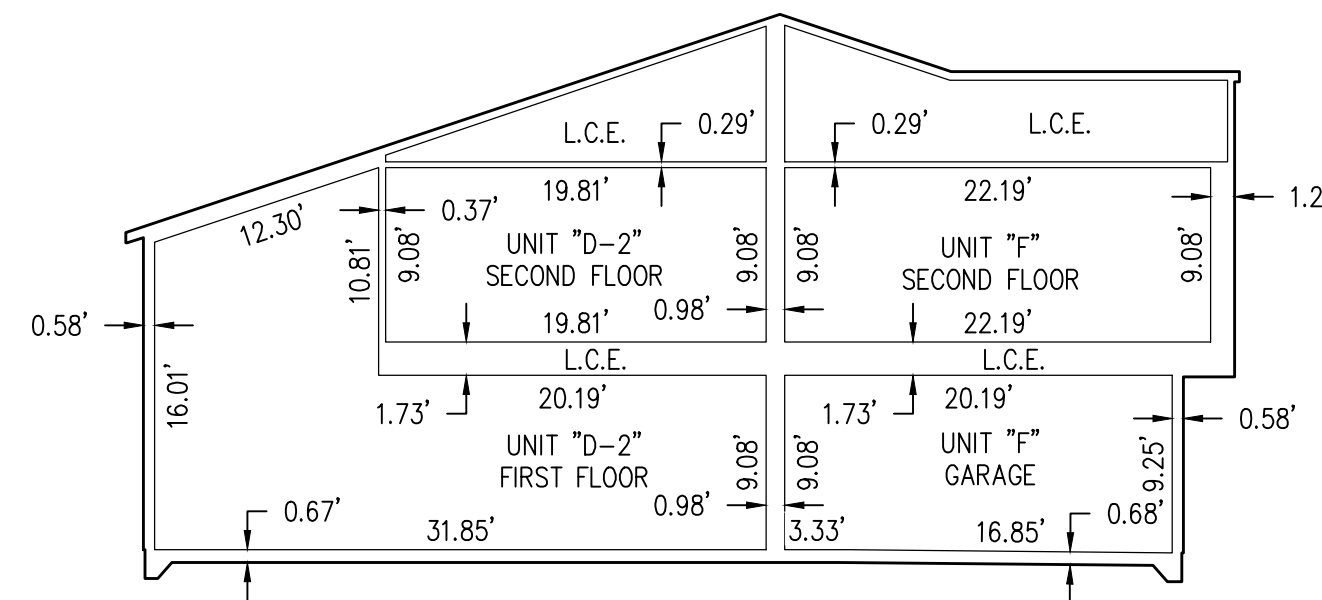 L.C.E.
0.29'
0.29'
L.C.E.
12.30'
19.81'
22.19'
0.37'
1.2
10.81'
9.08'
UNIT "D-2"
SECOND FLOOR
9.08'
9.08'
UNIT "F"
SECOND FLOOR
9.08'
0.98'
0.58'
19.81'
22.19'
L.C.E.
L.C.E.
16.01'
1.73'
20.19'
1.73'
20.19'
0.58'
UNIT "D-2"
FIRST FLOOR
9.08'
9.08'
UNIT "F"
GARAGE
9.25'
0.67'
0.98'
0.68'
31.85'
3.33'
16.85'